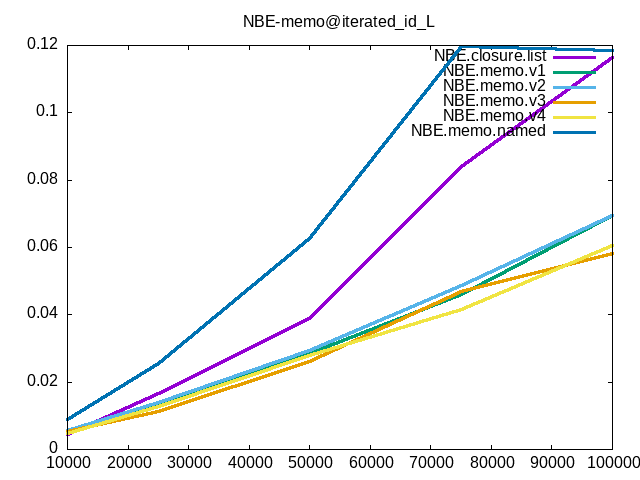 NBE-memo@iterated_id_L
0.12
0.1
0.08
0.06
0.04
0.02
0
NBE.closure.list
NBE.memo.v1
NBE.memo.v2
NBE.memo.v3
NBE.memo.v4
NBE.memo.named
10000 20000 30000 40000 50000 60000 70000 80000 90000 100000